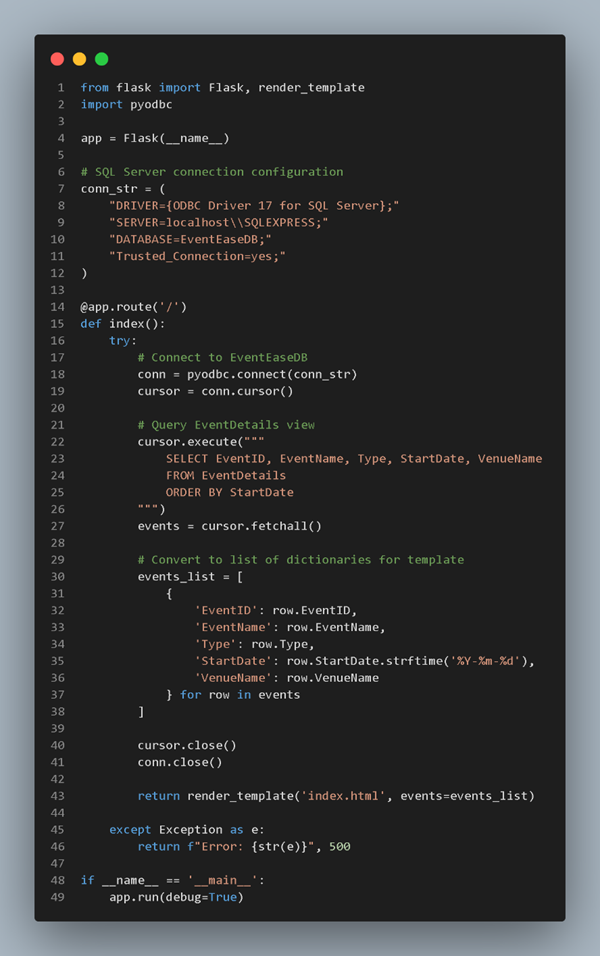 1 from flask import Flask, render_template
2 import pyodbc
3
4 app = Flask(__name__)
5
6 # SQL Server connection configuration
7 conn_str = (
8     "DRIVER={ODBC Driver 17 for SQL Server};"
9     "SERVER=localhost\\SQLEXPRESS;"
10     "DATABASE=EventEaseDB;"
11     "Trusted_Connection=yes;"
12 )
13
14 @app.route('/')
15 def index():
16     try:
17         # Connect to EventEaseDB
18         conn = pyodbc.connect(conn_str)
19         cursor = conn.cursor()
20
21         # Query EventDetails view
22         cursor.execute("""
23             SELECT EventID, EventName, Type, StartDate, VenueName
24             FROM EventDetails
25             ORDER BY StartDate
26         """)
27         events = cursor.fetchall()
28
29         # Convert to list of dictionaries for template
30         events_list = [
31             {
32                 'EventID': row.EventID,
33                 'EventName': row.EventName,
34                 'Type': row.Type,
35                 'StartDate': row.StartDate.strftime('%Y-%m-%d'),
36                 'VenueName': row.VenueName
37             } for row in events
38         ]
39
40         cursor.close()
41         conn.close()
42
43         return render_template('index.html', events=events_list)
44
45     except Exception as e:
46         return f"Error: {str(e)}", 500
47
48 if __name__ == '__main__':
49     app.run(debug=True)